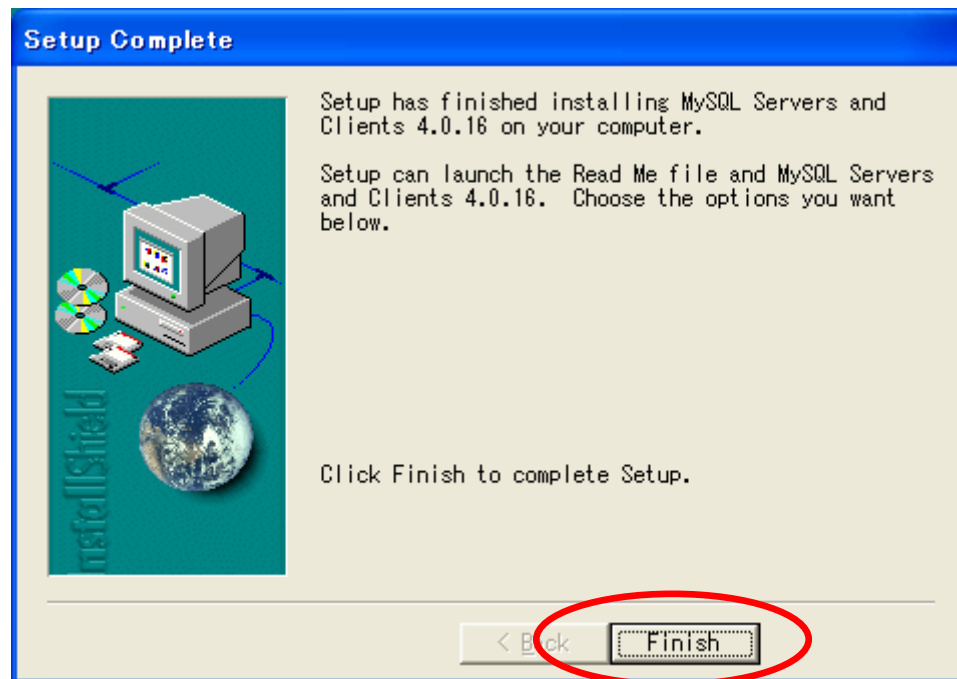 Setup Complete
Setup has finished installing MySQL Servers and
Clients 4.0.16 on your computer.
Setup can launch the Read Me file and MySQL Servers
and Clients 4.0.16.  Choose the options you want
below.
Click Finish to complete Setup.
InstallShield
< Back
Finish